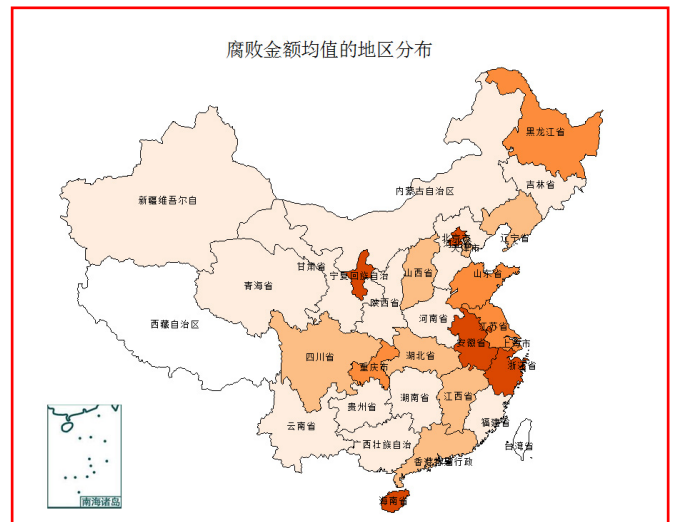 腐败金额均值的地区分布
黑龙江省
吉林省
内蒙古自治区
新疆维吾尔自
辽宁省
北京市
天津市
甘肃省
宁夏回族自治
山西省
山东省
青海省
陕西省
河南省
江苏省
西藏自治区
安徽省
上海市
四川省
湖北省
重庆市
浙江省
湖南省
江西省
贵州省
云南省
福建省
广西壮族自治
台湾省
海南省
南海诸岛